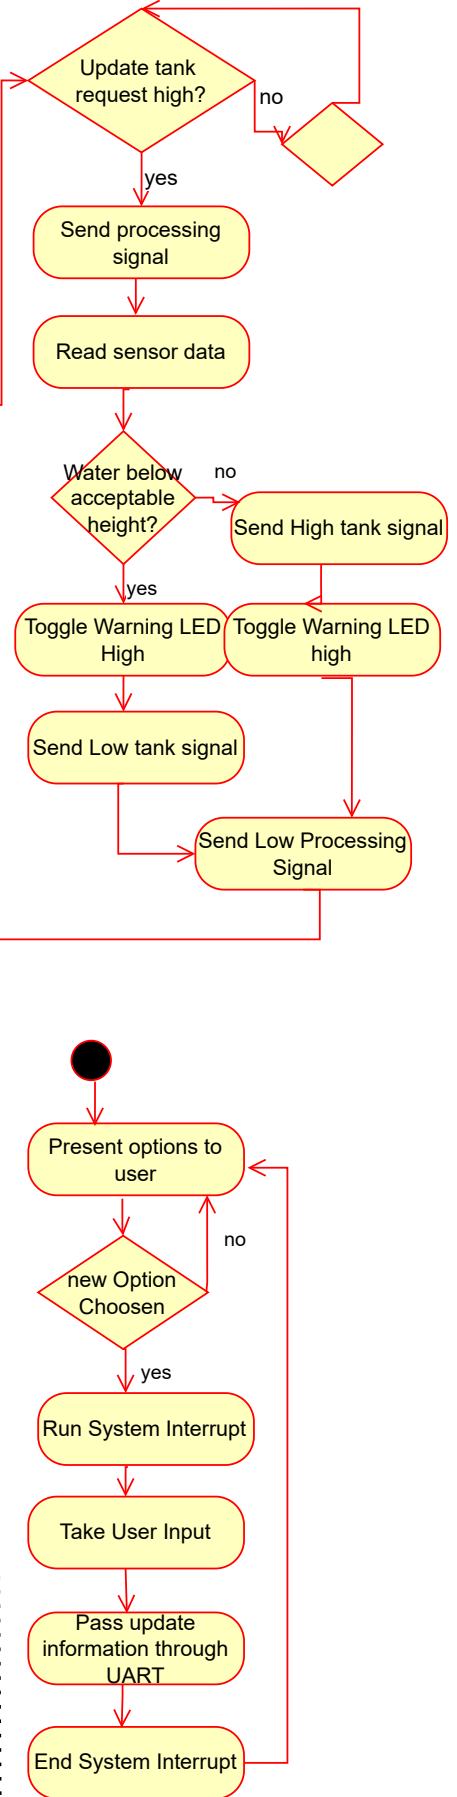 Update tank
request high?
no
yes
Send processing
signal
Read sensor data
Water below
acceptable
height?
no
Send High tank signal
yes
Toggle Warning LED
High
Toggle Warning LED
high
Send Low tank signal
Send Low Processing
Signal
Present options to
user
no
new Option
Choosen
yes
Run System Interrupt
Take User Input
Pass update
information through
UART
End System Interrupt